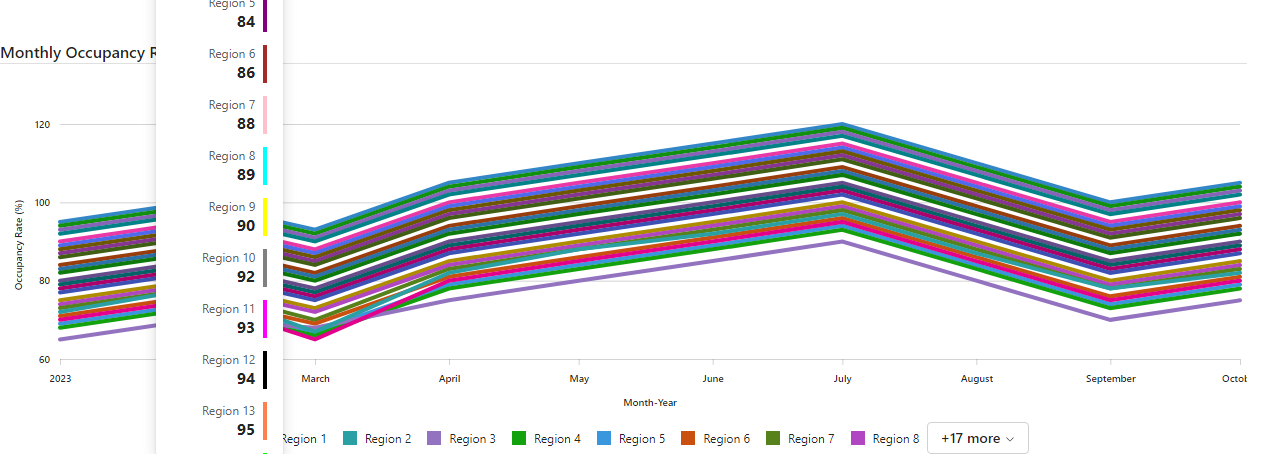 Region 5
84
Monthly Occupancy R
Region 6
86
Region 7
88
Region 8
89
Region 9
90
Region 10
92
Region 11
93
Region 12
94
Region 13
95
Occupancy Rate (%)
120
100
80
60
2023 March April May June July August September Octob
Month-Year
Region 1 Region 2 Region 3 Region 4 Region 5 Region 6 Region 7 Region 8 +17 more